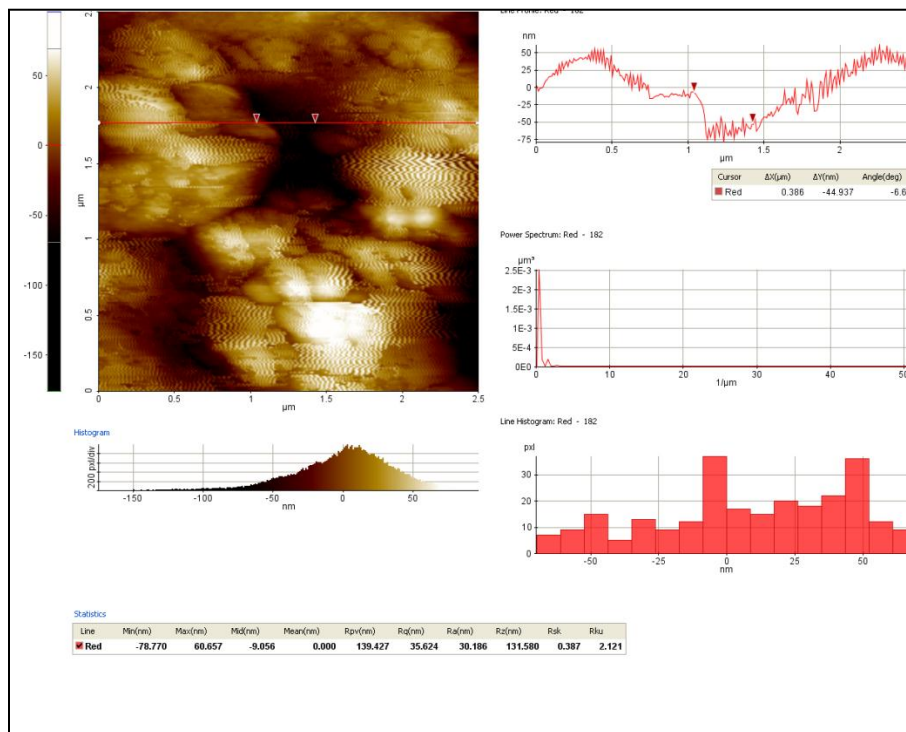 Line Profile: Red - 182
nm
50
25
0
-25
-50
-75
0 0.5 1 1.5 2
µm
Cursor ΔX(µm) ΔY(nm) Angle(deg)
Red 0.386 -44.937 -6.6
50
0
-50
-100
-150
2
1.5
µm
1
0.5
0
0 0.5 1 1.5 2 2.5
µm
Power Spectrum: Red - 182
µm³
2.5E-3
2E-3
1.5E-3
1E-3
5E-4
0E0
0 10 20 30 40 50
1/µm
Histogram
200 pxl/div
-150 -100 -50 0 50
nm
Line Histogram: Red - 182
pxl
30
20
10
0
-50 -25 0 25 50
nm
Statistics
Line Min(nm) Max(nm) Mid(nm) Mean(nm) Rpv(nm) Rq(nm) Ra(nm) Rz(nm) Rsk Rku
Red -78.770 60.657 -9.056 0.000 139.427 35.624 30.186 131.580 0.387 2.121